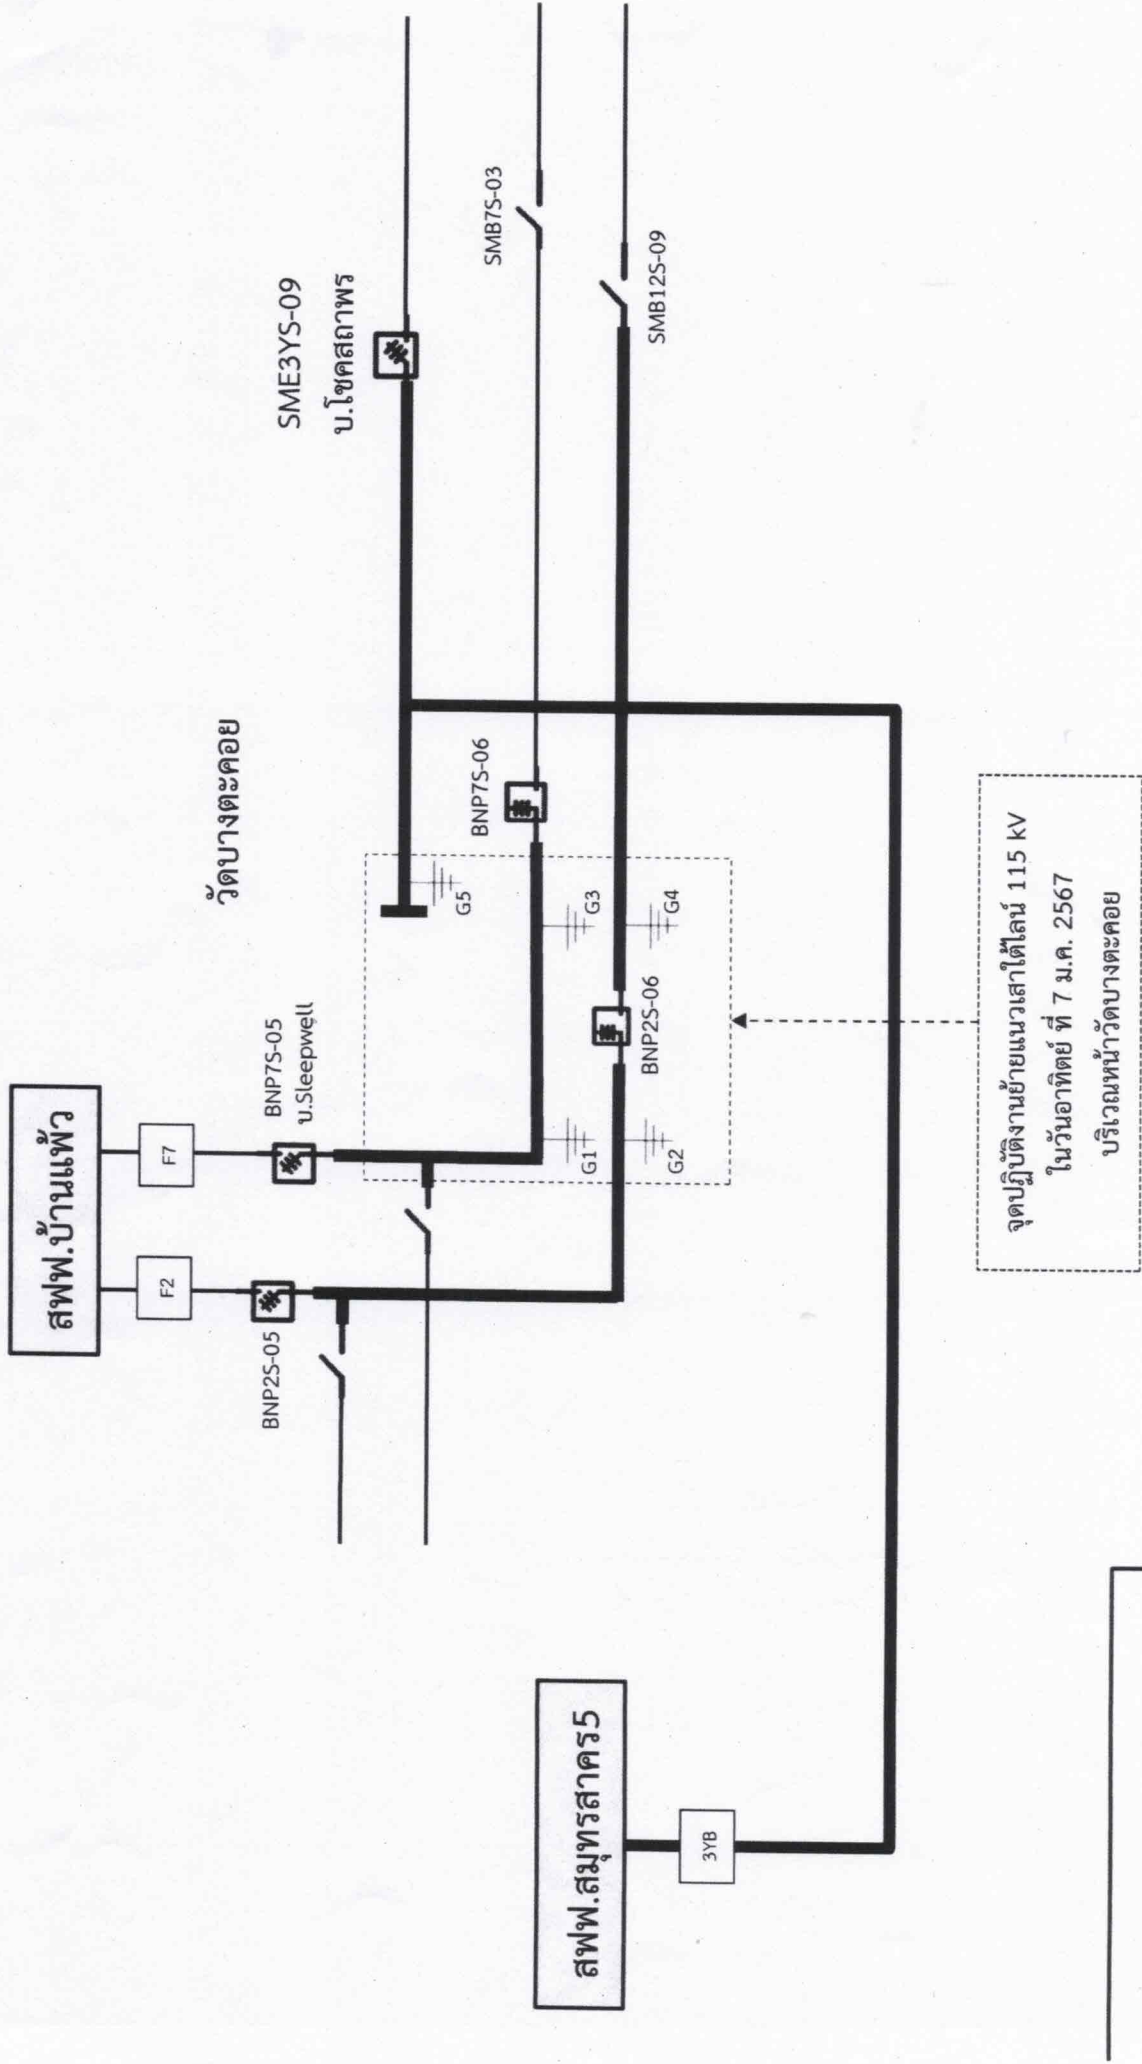 สฟฟ.บ้านแพ้ว
F2
F7
BNP2S-05
BNP7S-05
บ.Sleepwell
วัดบางตะคอย
SME3YS-09
บ.โชคสถาพร
SMB7S-03
SMB12S-09
BNP7S-06
BNP2S-06
G5
G3
G4
G1
G2
สฟฟ.สมุทรสาคร5
3YB
จุดปฏิบัติงานย้ายแนวเสาใต้ไลน์ 115 kV
ในวันอาทิตย์ ที่ 7 ม.ค. 2567
บริเวณหน้าวัดบางตะคอย